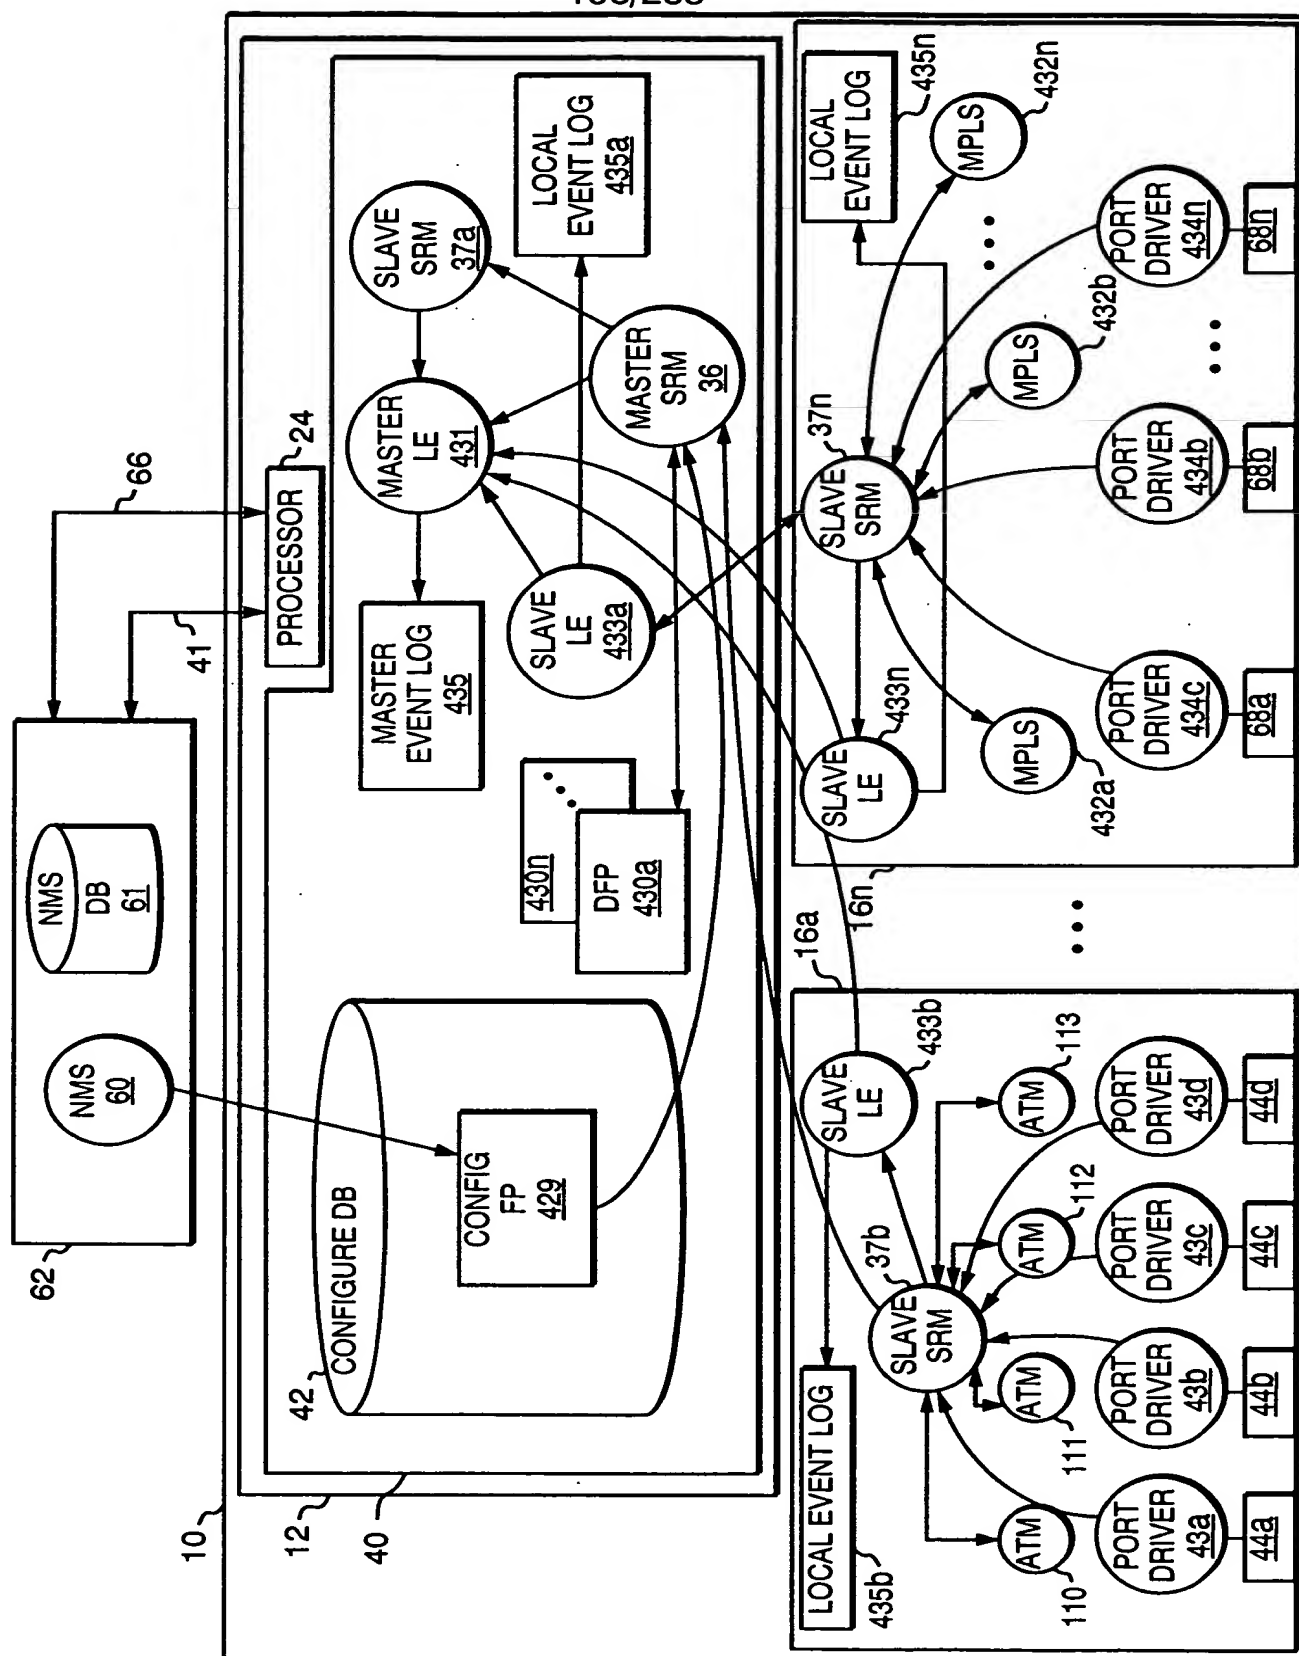 62
NMS
60
NMS
DB
61
41
66
10
12
40
42
CONFIGURE DB
CONFIG
FP
429
PROCESSOR
24
430n
DFP
430a
MASTER
EVENT LOG
435
MASTER
LE
431
SLAVE
SRM
37a
SLAVE
LE
433a
LOCAL
EVENT LOG
435a
MASTER
SRM
36
16a
LOCAL EVENT LOG
435b
SLAVE
LE
433b
SLAVE
SRM
37b
ATM
110
ATM
111
ATM
112
ATM
113
PORT
DRIVER
43a
PORT
DRIVER
43b
PORT
DRIVER
43c
PORT
DRIVER
43d
44a
44b
44c
44d
16n
SLAVE
LE
433n
SLAVE
SRM
37n
LOCAL
EVENT LOG
435n
MPLS
432a
MPLS
432b
MPLS
432n
PORT
DRIVER
434c
PORT
DRIVER
434b
PORT
DRIVER
434n
68a
68b
68n